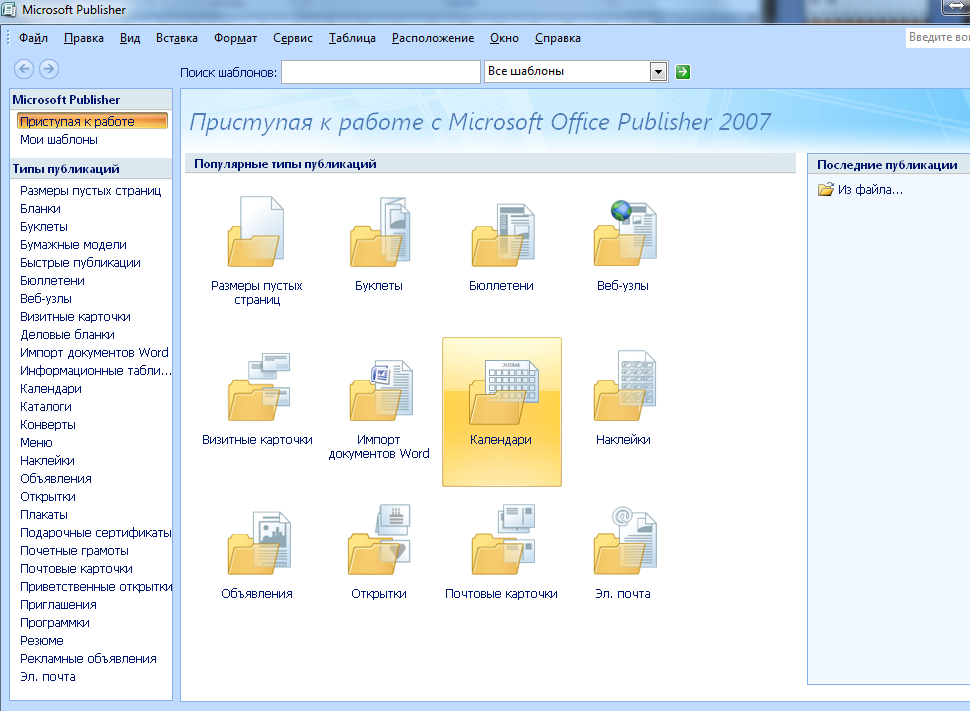 Microsoft Publisher
Файл Правка Вид Вставка Формат Сервис Таблица Расположение Окно Справка
Введите воп
Поиск шаблонов: Все шаблоны
Microsoft Publisher
Приступая к работе
Мои шаблоны
Типы публикаций
Размеры пустых страниц
Бланки
Буклеты
Бумажные модели
Быстрые публикации
Бюллетени
Веб-узлы
Визитные карточки
Деловые бланки
Импорт документов Word
Информационные табли...
Календари
Каталоги
Конверты
Меню
Наклейки
Объявления
Открытки
Плакаты
Подарочные сертификаты
Почетные грамоты
Почтовые карточки
Приветственные открытки
Приглашения
Программки
Резюме
Рекламные объявления
Эл. почта
Приступая к работе с Microsoft Office Publisher 2007
Популярные типы публикаций
Размеры пустых
страниц
Буклеты
Бюллетени
Веб-узлы
Визитные карточки
Импорт
документов Word
Календари
Наклейки
Объявления
Открытки
Почтовые карточки
Эл. почта
Последние публикации
Из файла...